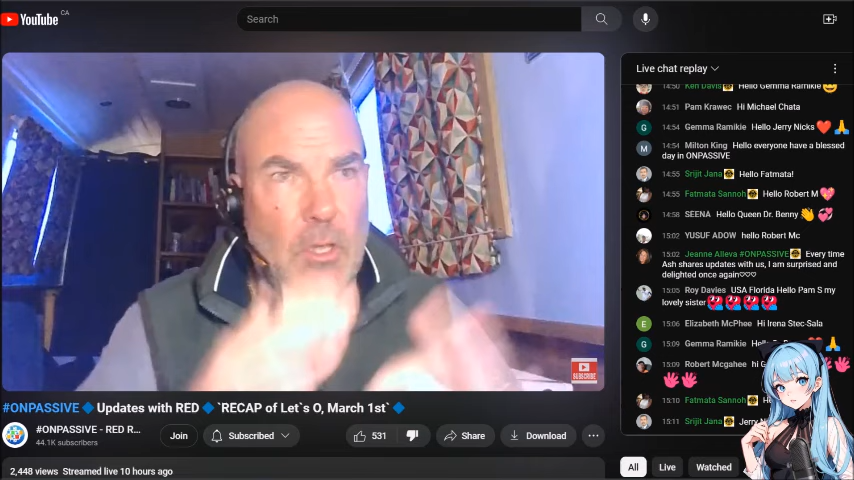 YouTube CA
Search
Live chat replay
14:50 Ken Davis Hello Gemma Ramikie
14:51 Pam Krawec Hi Michael Chata
14:54 Gemma Ramikie Hello Jerry Nicks ❤️🙏
14:54 Milton King Hello everyone have a blessed
day in ONPASSIVE
14:55 Srijit Jana Hello Fatmata!
14:55 Fatmata Sannoh Hello Robert M 💖
14:58 SEENA Hello Queen Dr. Benny 👋 💞
15:02 YUSUF ADOW hello Robert Mc
15:02 Jeanne Alleva #ONPASSIVE Every time
Ash shares updates with us, I am surprised and
delighted once again♡♡♡
15:05 Roy Davies USA Florida Hello Pam S my
lovely sister
15:06 Elizabeth McPhee Hi Irena Stec-Sala
15:09 Gemma Ramikie
15:09 Robert Mcgahee
15:10 Fatmata Sannoh
15:11 Srijit Jana
SUBSCRIBE
#ONPASSIVE🔷Updates with RED🔷`RECAP of Let`s O, March 1st`🔷
#ONPASSIVE - RED R...
44.1K subscribers
Join
Subscribed
531
Share
Download
2,448 views Streamed live 10 hours ago
All
Live
Watched